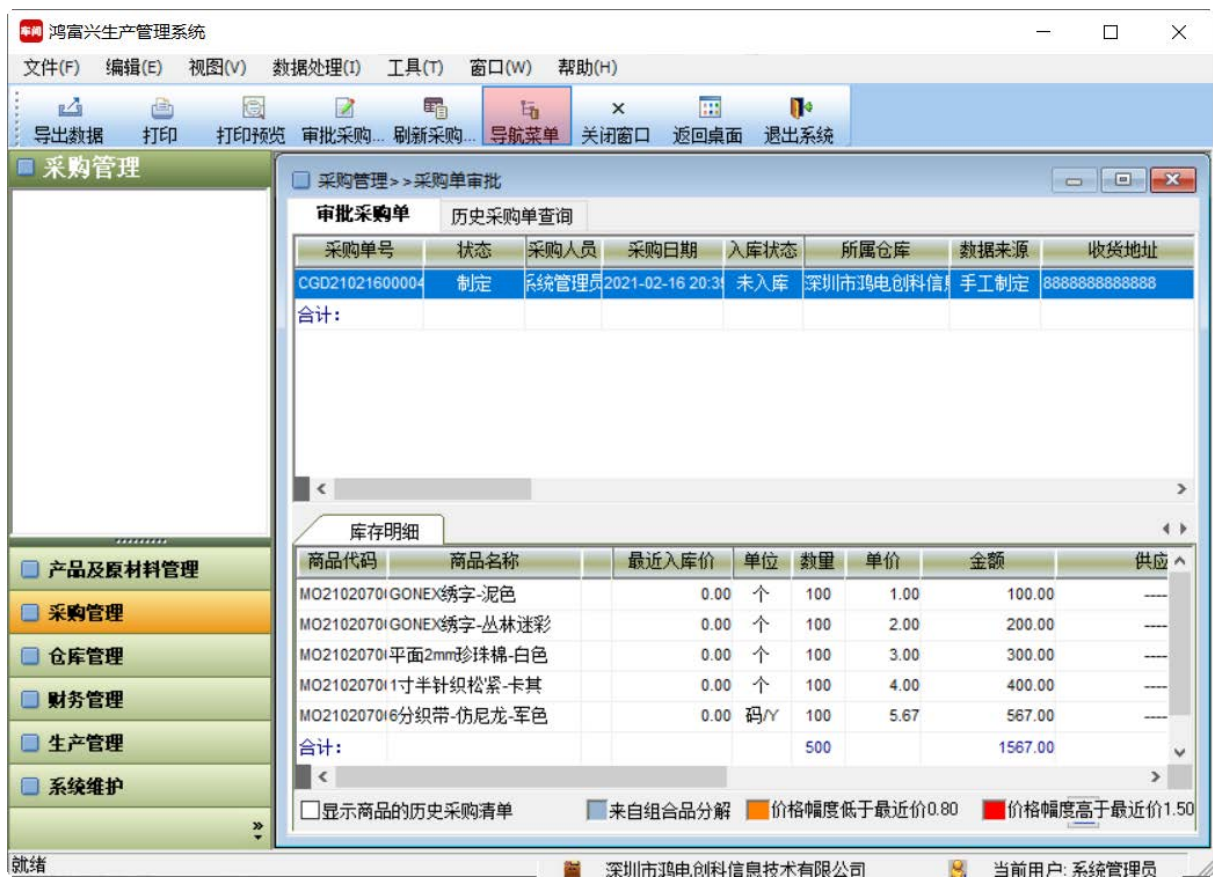 车间 鸿富兴生产管理系统
文件(F) 编辑(E) 视图(V) 数据处理(I) 工具(T) 窗口(W) 帮助(H)
导出数据 打印 打印预览 审批采购... 刷新采购... 导航菜单 关闭窗口 返回桌面 退出系统
采购管理
采购管理>>采购单审批
审批采购单 历史采购单查询
采购单号 状态 采购人员 采购日期 入库状态 所属仓库 数据来源 收货地址
CGD21021600004 制定 系统管理员 2021-02-16 20:3 未入库 深圳市鸿电创科信息 手工制定 8888888888888
合计:
库存明细
商品代码 商品名称 最近入库价 单位 数量 单价 金额 供应
MO2102070 GONEX绣字-泥色 0.00 个 100 1.00 100.00 ----
MO2102070 GONEX绣字-丛林迷彩 0.00 个 100 2.00 200.00 ----
MO2102070 平面2mm珍珠棉-白色 0.00 个 100 3.00 300.00 ----
MO2102070 1寸半针织松紧-卡其 0.00 个 100 4.00 400.00 ----
MO2102070 6分织带-仿尼龙-军色 0.00 码/Y 100 5.67 567.00 ----
合计: 500 1567.00
显示商品的历史采购清单 来自组合品分解 价格幅度低于最近价0.80 价格幅度高于最近价1.50
产品及原材料管理
采购管理
仓库管理
财务管理
生产管理
系统维护
就绪 深圳市鸿电创科信息技术有限公司 当前用户: 系统管理员